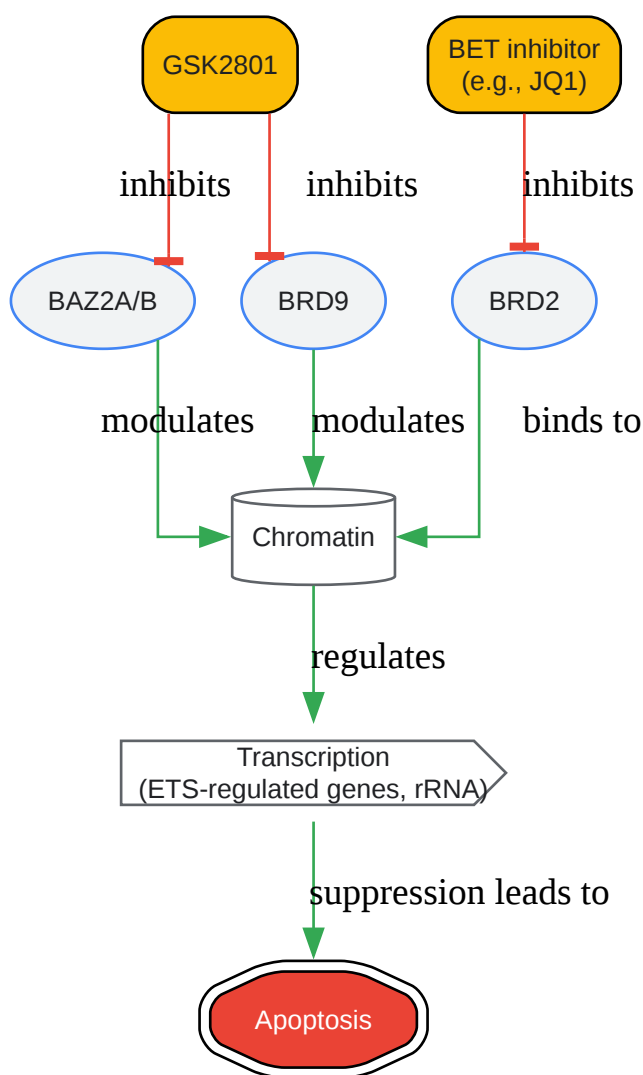 GSK2801
BET inhibitor
(e.g., JQ1)
inhibits
inhibits
inhibits
BAZ2A/B
BRD9
BRD2
modulates
modulates
binds to
Chromatin
regulates
Transcription
(ETS-regulated genes, rRNA)
suppression leads to
Apoptosis